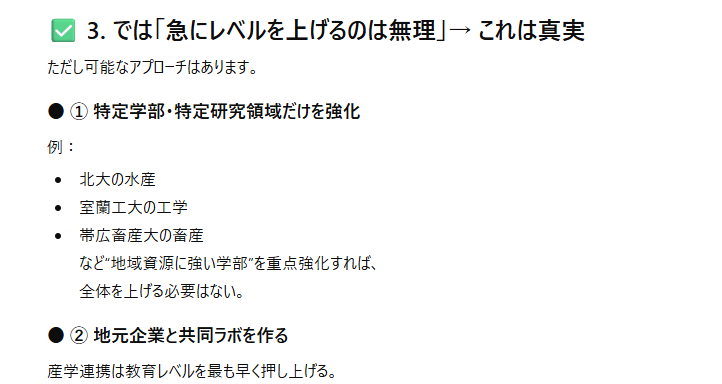 ✅ 3. では「急にレベルを上げるのは無理」→ これは真実
ただし可能なアプローチはあります。
● ① 特定学部・特定研究領域だけを強化
例：
• 北大の水産
• 室蘭工大の工学
• 帯広畜産大の畜産
など“地域資源に強い学部”を重点強化すれば、
全体を上げる必要はない。
● ② 地元企業と共同ラボを作る
産学連携は教育レベルを最も早く押し上げる。